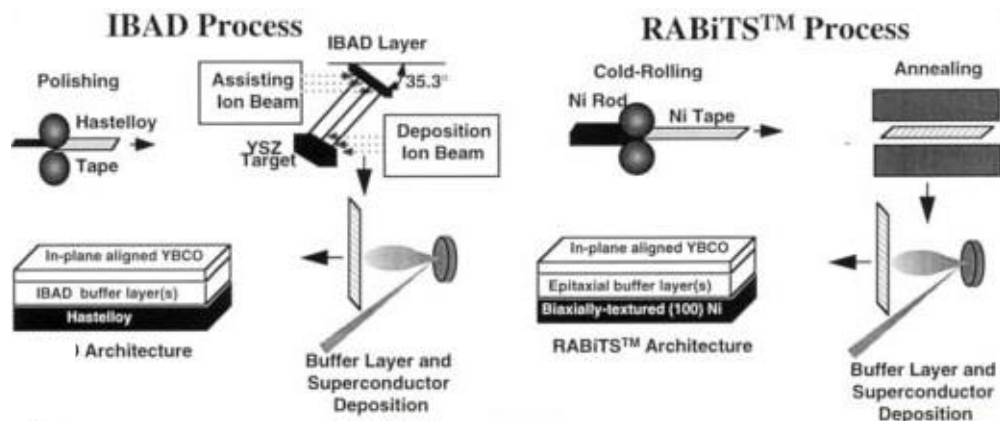 IBAD Process
Polishing
Hastelloy
Tape
IBAD Layer
Assisting
Ion Beam
35.3°
YSZ
Target
Deposition
Ion Beam
In-plane aligned YBCO
IBAD buffer layer(s)
Hastelloy
) Architecture
Buffer Layer and
Superconductor
Deposition
RABiTS™ Process
Cold-Rolling
Ni Rod
Ni Tape
Annealing
In-plane aligned YBCO
Epitaxial buffer layer(s)
Biaxially-textured (100) Ni
RABiTS™ Architecture
Buffer Layer and
Superconductor
Deposition